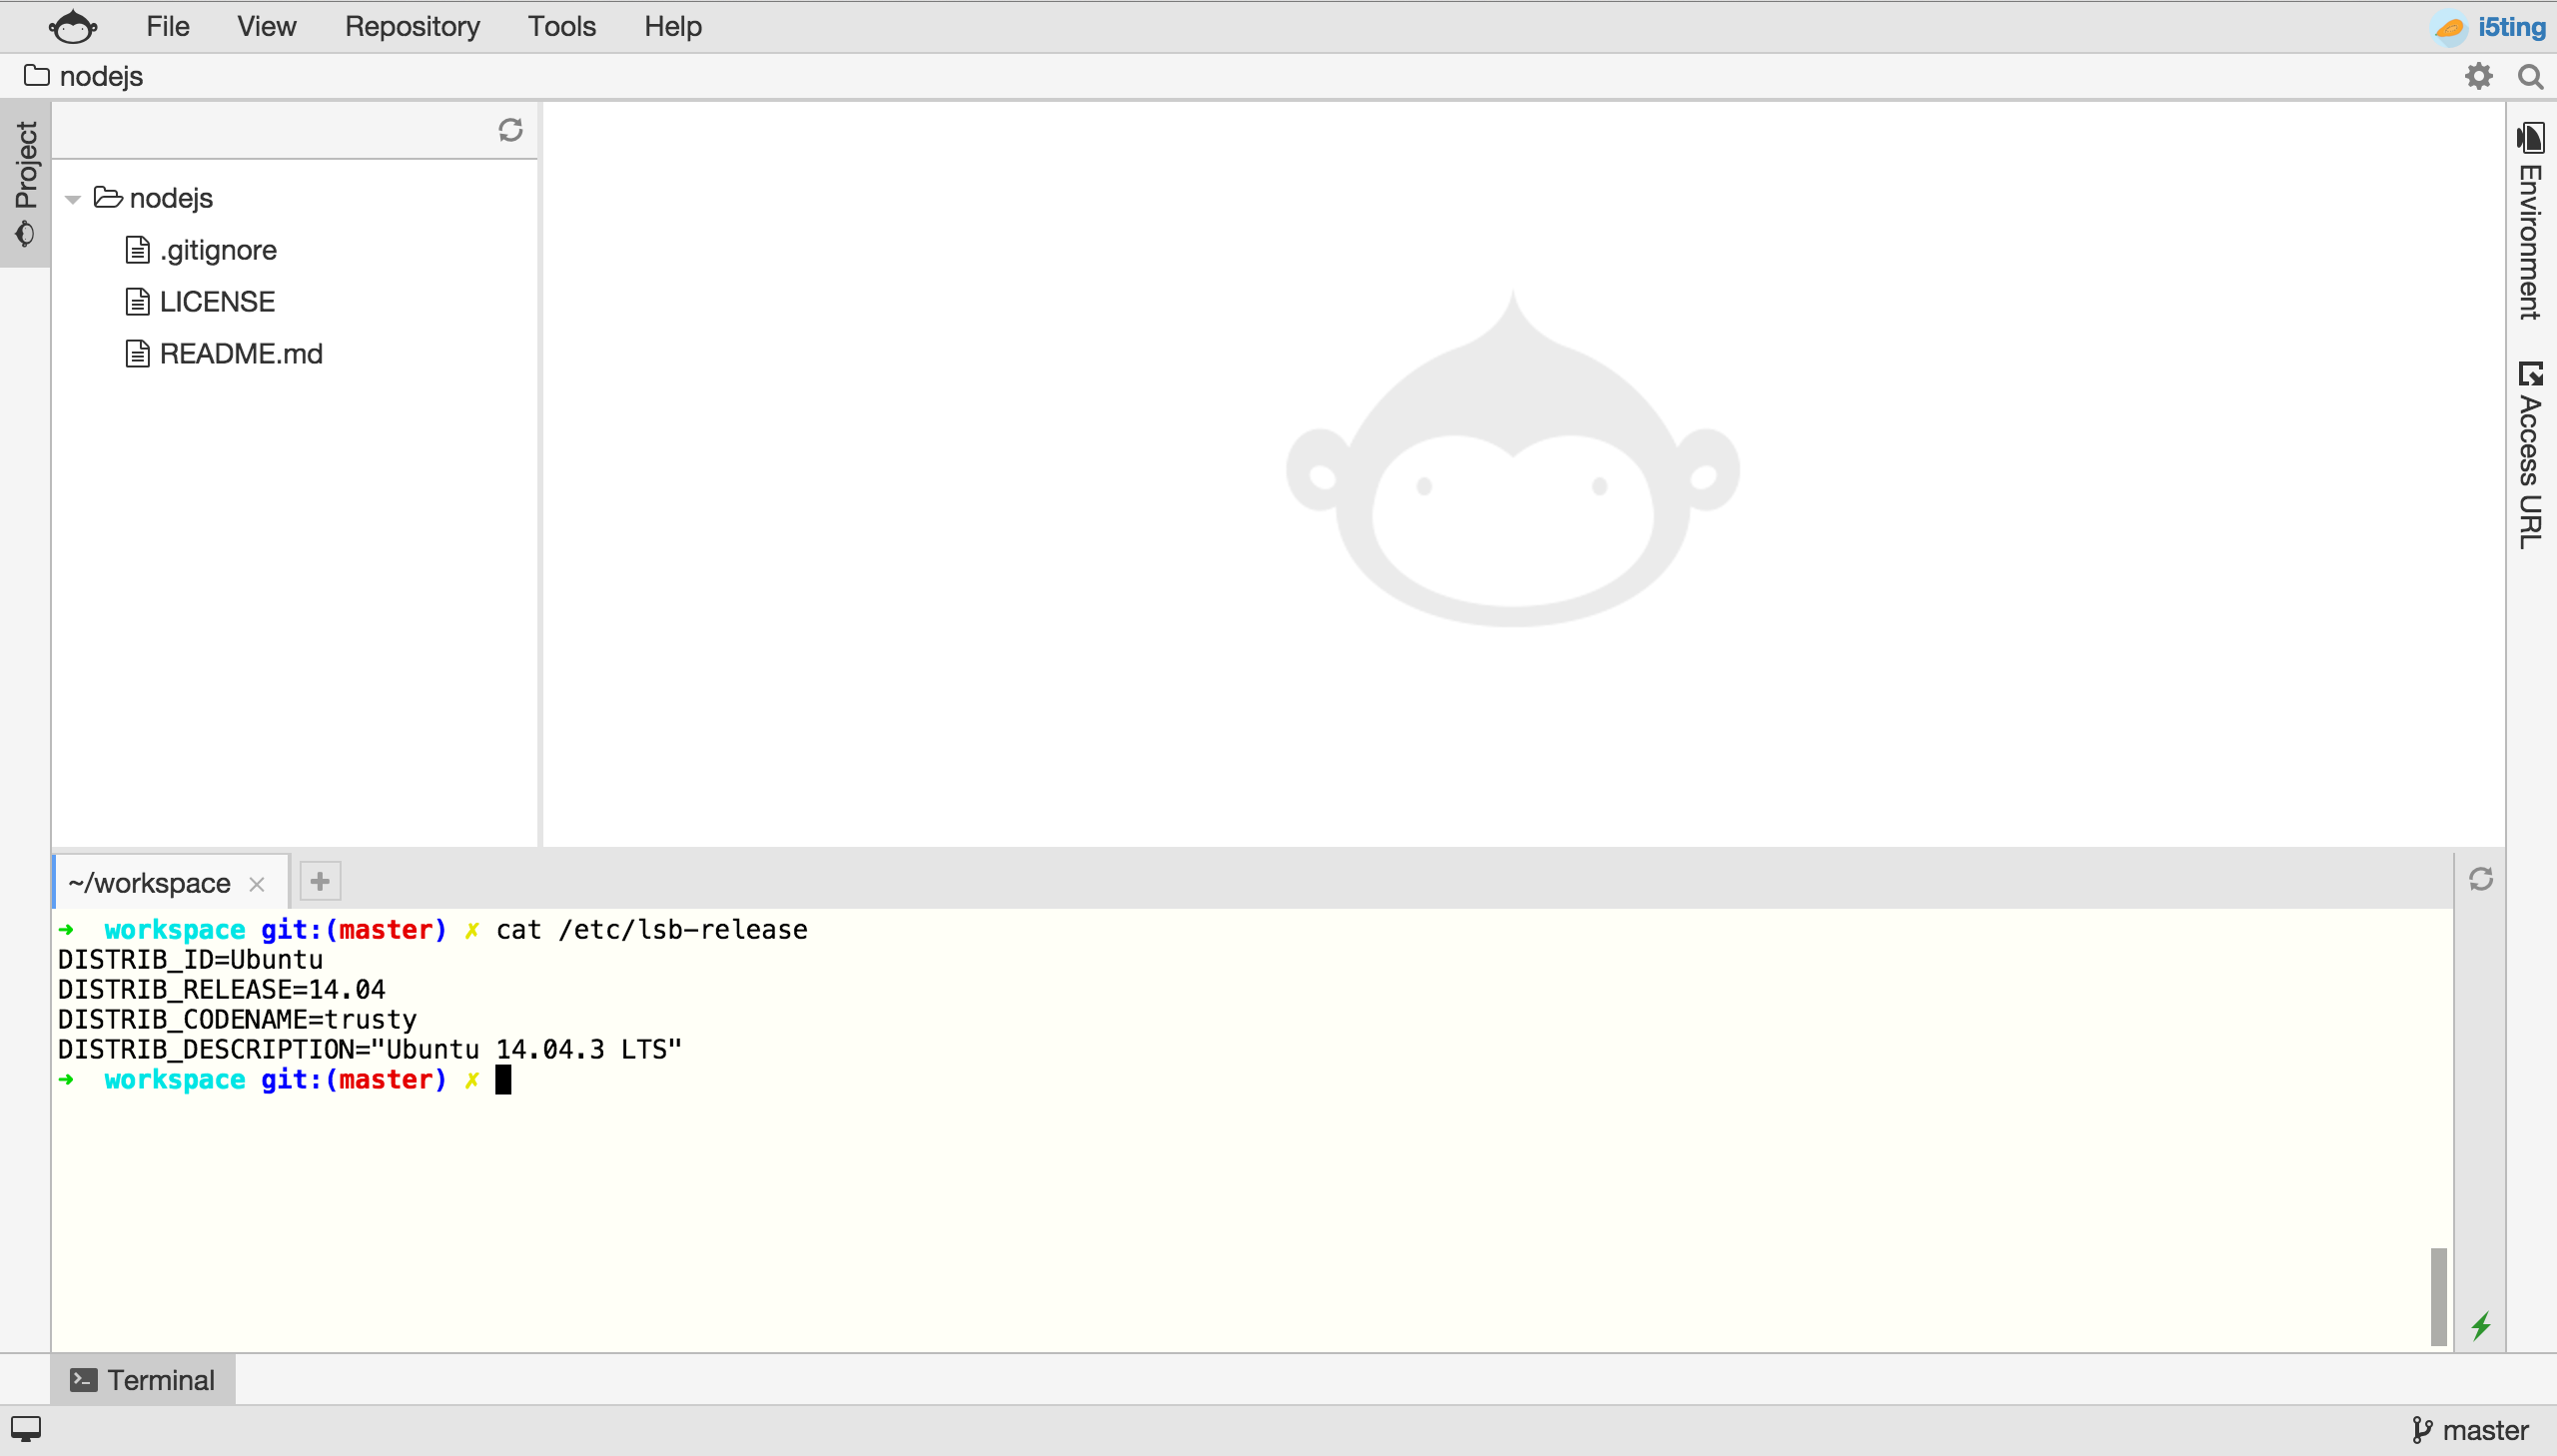 File View Repository Tools Help i5ting
nodejs
Project
nodejs
.gitignore
LICENSE
README.md
Environment
Access URL
~/workspace
➜  workspace git:(master) ✗ cat /etc/lsb-release
DISTRIB_ID=Ubuntu
DISTRIB_RELEASE=14.04
DISTRIB_CODENAME=trusty
DISTRIB_DESCRIPTION="Ubuntu 14.04.3 LTS"
➜  workspace git:(master) ✗
Terminal
master